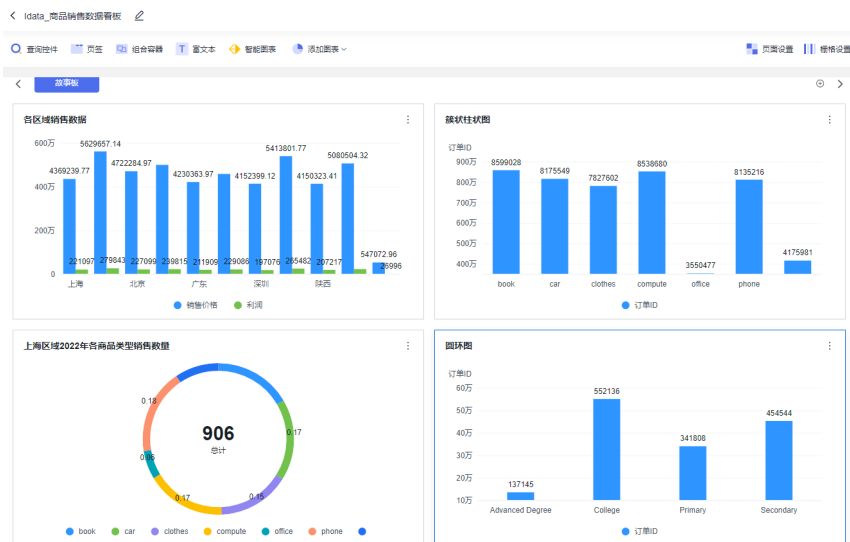 Idata_商品销售数据看板
查询控件 页签 组合容器 T 富文本 智能图表 添加图表 页面设置 栅格设置
故事板
各区域销售数据
600万
400万
200万
0
5629657.14
4369239.77
4722284.97
4230363.97
4152399.12
5413801.77
4150323.41
5080504.32
547072.96
221097 279843 227099 239815 211909 229086 197076 265482 207217 26996
上海 北京 广东 深圳 陕西
销售价格 利润
簇状柱状图
订单ID
900万
800万
700万
600万
500万
400万
8599028
8175549
7827602
8538680
3550477
8135216
4175981
book car clothes compute office phone
订单ID
上海区域2022年各商品类型销售数量
0.18
0.17
0.06
0.17
0.15
906
总计
book car clothes compute office phone
圆环图
订单ID
60万
50万
40万
30万
20万
10万
137145
552136
341808
454544
Advanced Degree College Primary Secondary
订单ID